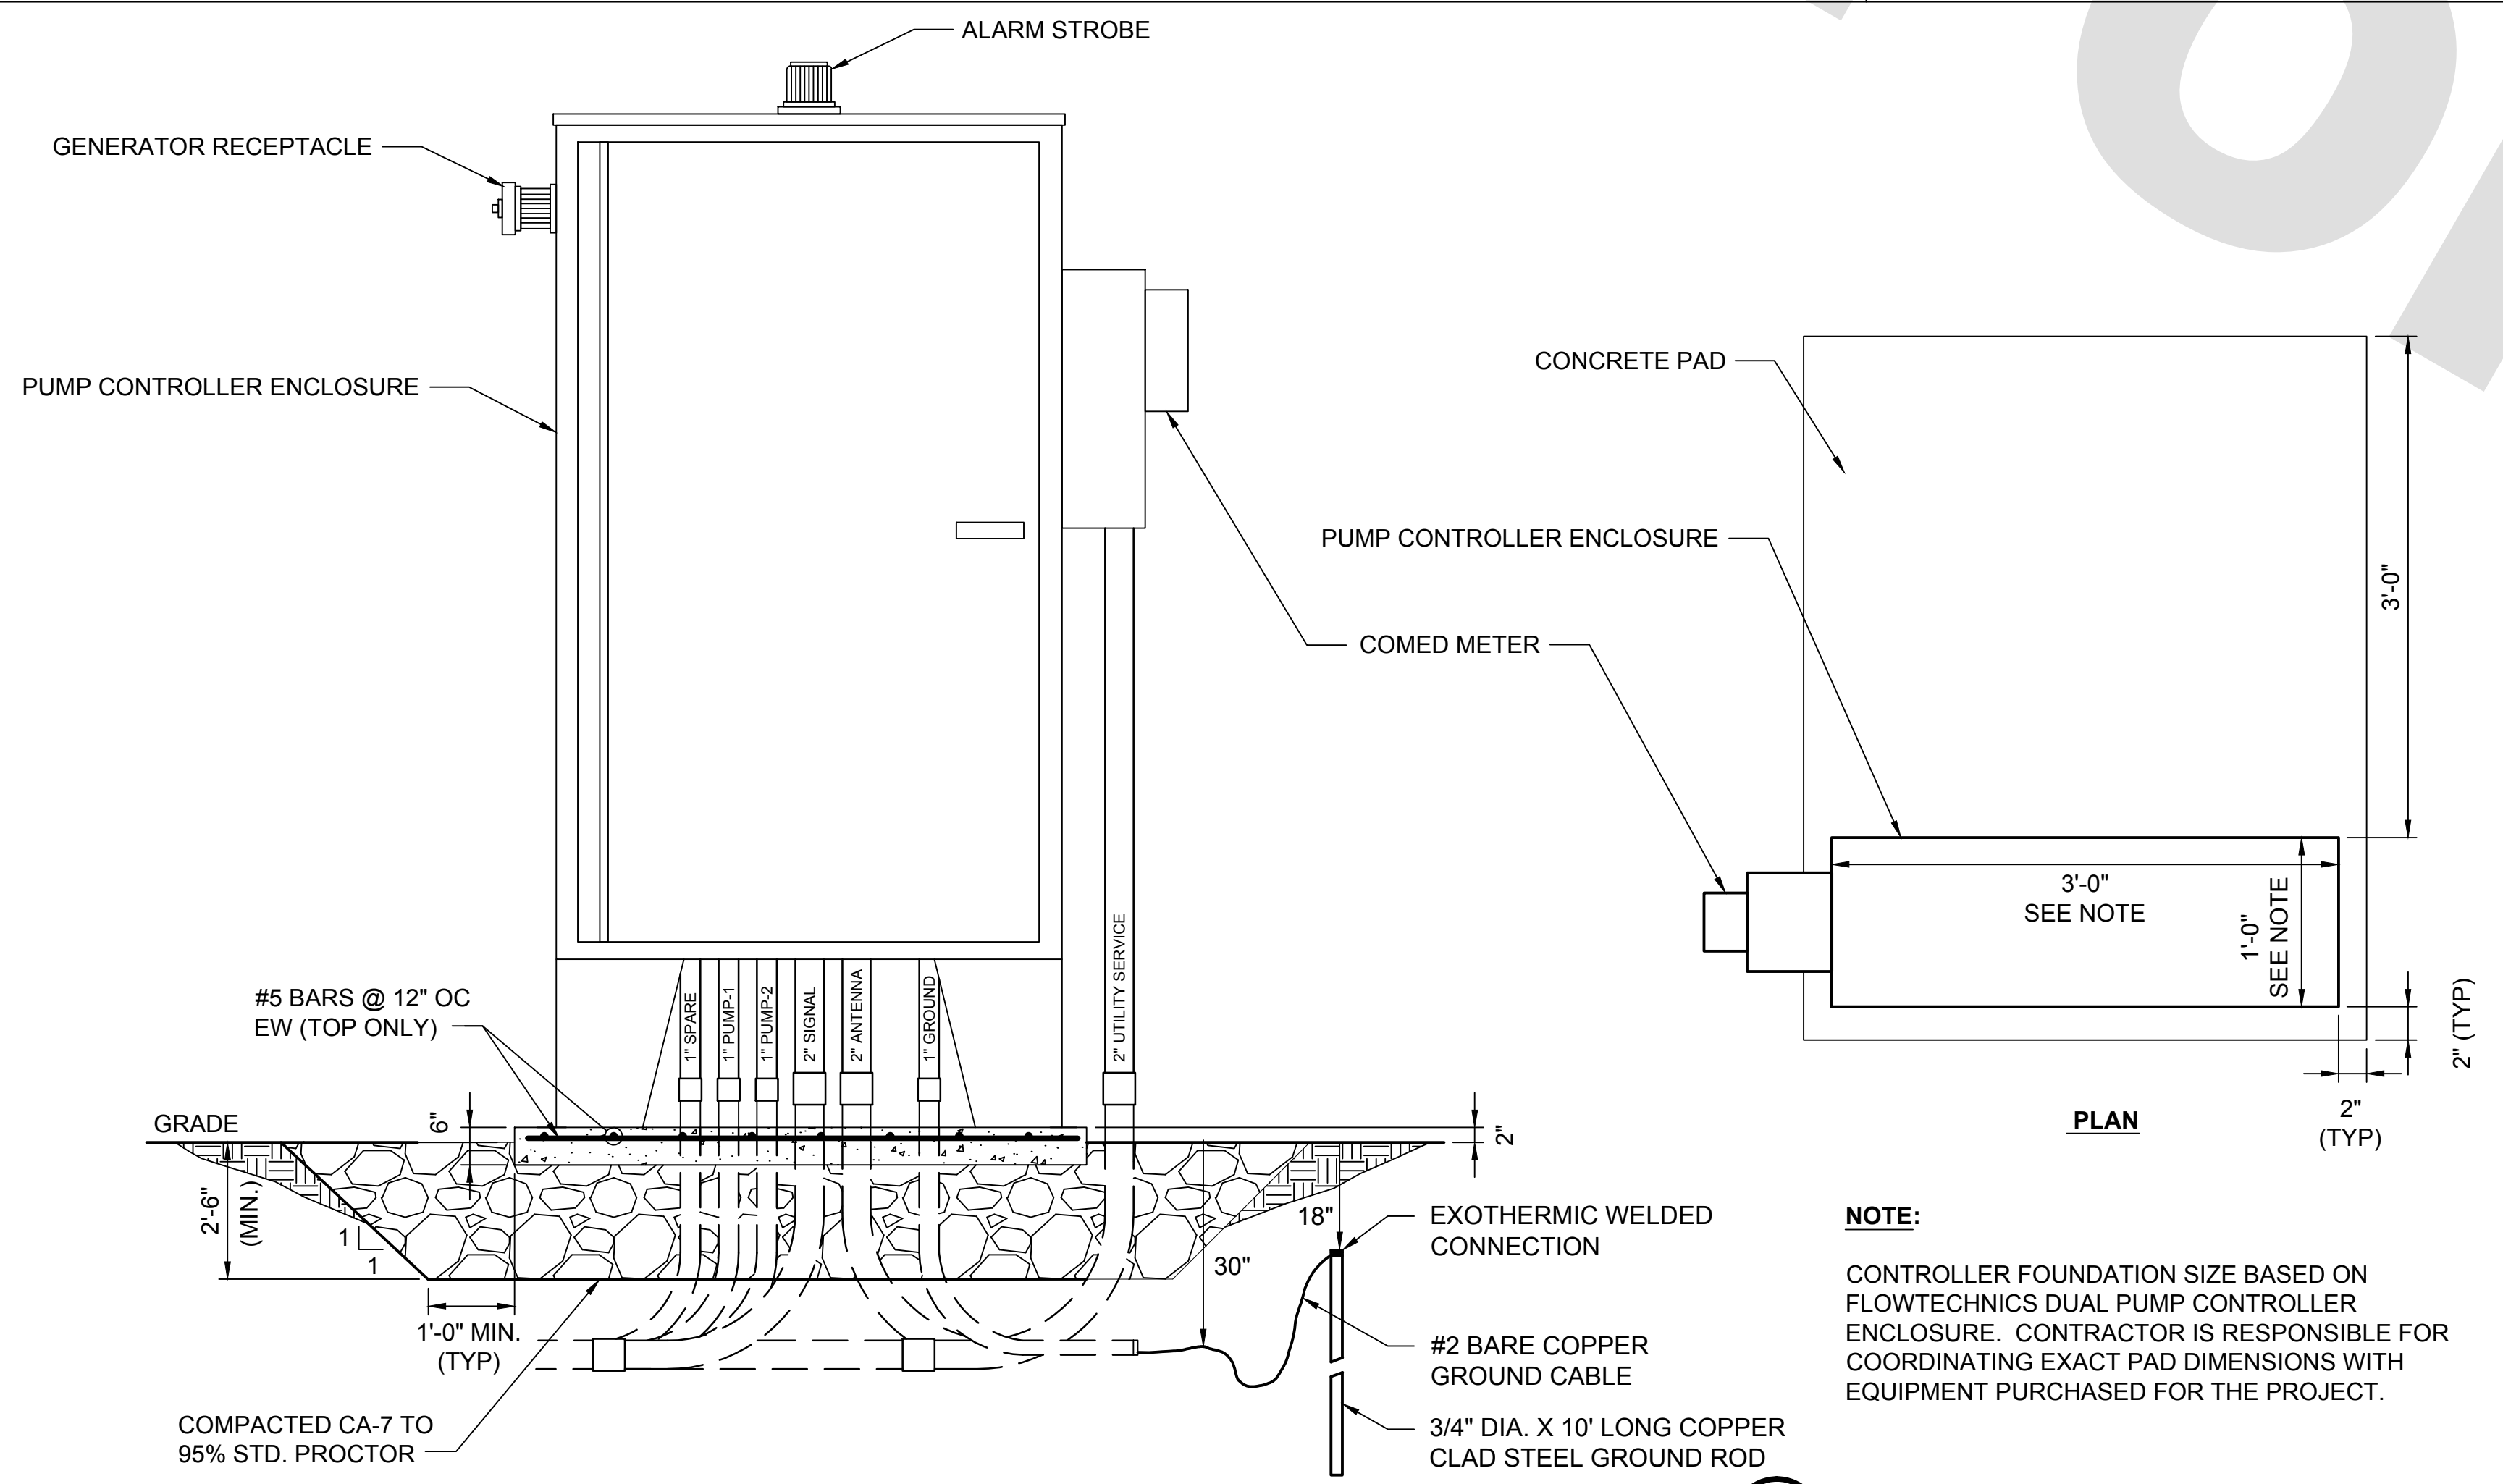 ALARM STROBE
GENERATOR RECEPTACLE
PUMP CONTROLLER ENCLOSURE
CONCRETE PAD
PUMP CONTROLLER ENCLOSURE
COMED METER
3'-0"
3'-0"
SEE NOTE
1'-0"
SEE NOTE
2" (TYP)
2"
(TYP)
PLAN
#5 BARS @ 12" OC
EW (TOP ONLY)
1" SPARE
1" PUMP-1
1" PUMP-2
2" SIGNAL
2" ANTENNA
1" GROUND
2" UTILITY SERVICE
GRADE
6"
2"
2'-6"
(MIN.)
1
1
1'-0" MIN.
(TYP)
18"
30"
EXOTHERMIC WELDED
CONNECTION
#2 BARE COPPER
GROUND CABLE
3/4" DIA. X 10' LONG COPPER
CLAD STEEL GROUND ROD
COMPACTED CA-7 TO
95% STD. PROCTOR
NOTE:
CONTROLLER FOUNDATION SIZE BASED ON
FLOWTECHNICS DUAL PUMP CONTROLLER
ENCLOSURE. CONTRACTOR IS RESPONSIBLE FOR
COORDINATING EXACT PAD DIMENSIONS WITH
EQUIPMENT PURCHASED FOR THE PROJECT.